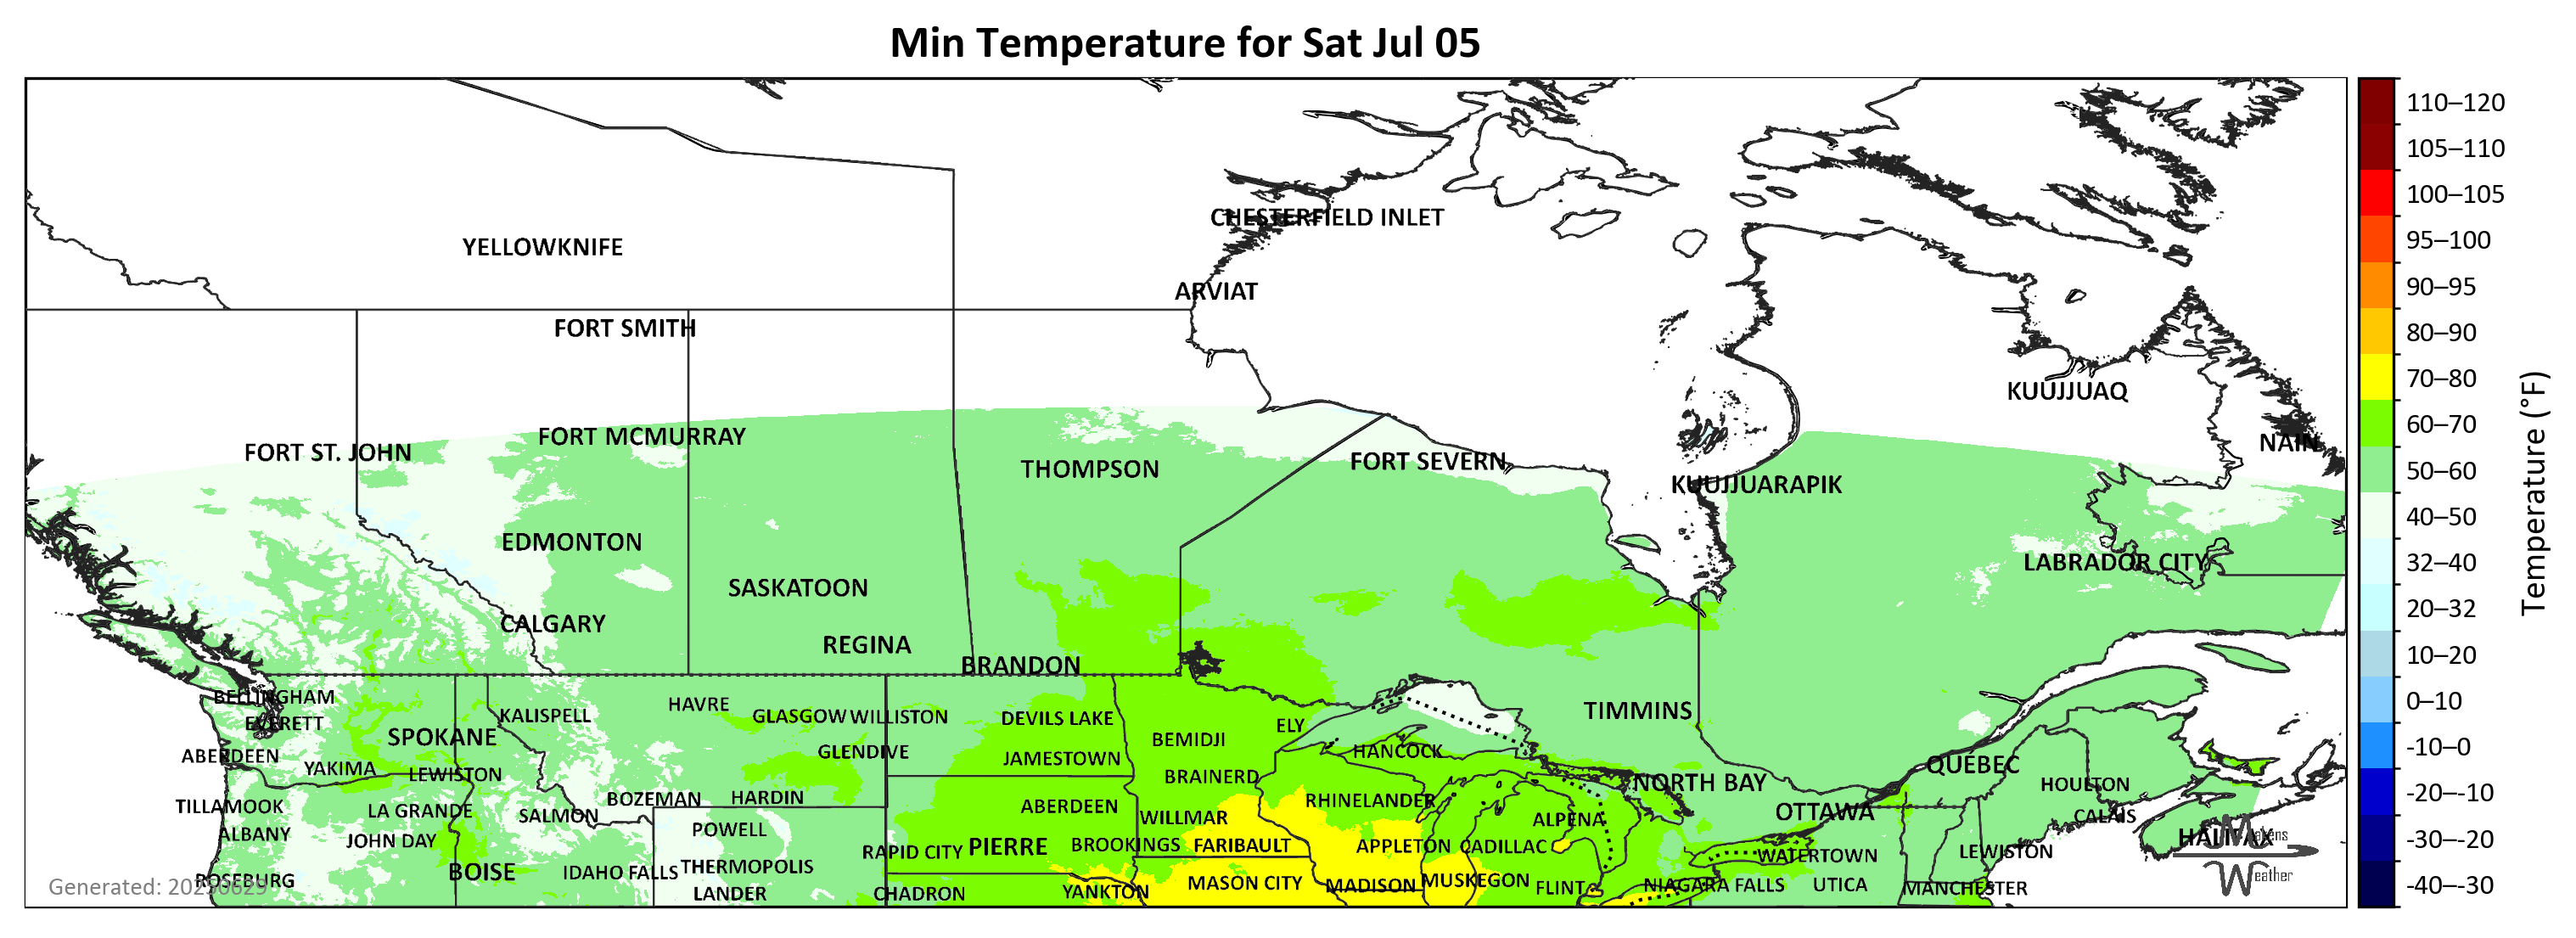 Min Temperature for Sat Jul 05
110–120
105–110
CHESTERFIELD INLET
100–105
YELLOWKNIFE
95–100
ARVIAT
90–95
FORT SMITH
80–90
KUUJJUAQ
70–80
FORT MCMURRAY
60–70
FORT ST. JOHN
NAIN
THOMPSON
FORT SEVERN
50–60
KUUJJUARAPIK
40–50
Temperature (°F)
EDMONTON
LABRADOR CITY
32–40
SASKATOON
20–32
CALGARY
REGINA
BRANDON
10–20
BELLINGHAM
HAVRE
0–10
KALISPELL
GLASGOW
WILLISTON
DEVILS LAKE
TIMMINS
EVERETT
ELY
SPOKANE
BEMIDJI
-10–0
ABERDEEN
GLENDIVE
JAMESTOWN
HANCOCK
QUÉBEC
YAKIMA
LEWISTON
BRAINERD
NORTH BAY
HOULTON
-20–-10
TILLAMOOK
LA GRANDE
SALMON
BOZEMAN
HARDIN
ABERDEEN
WILLMAR
RHINELANDER
ALPENA
OTTAWA
CALAIS
ALBANY
JOHN DAY
POWELL
HALIFAX
Makens
-30–-20
RAPID CITY
PIERRE
BROOKINGS
FARIBAULT
APPLETON
CADILLAC
WATERTOWN
LEWISTON
ROSEBURG
BOISE
IDAHO FALLS
THERMOPOLIS
Weather
Generated: 20250629
LANDER
CHADRON
YANKTON
MASON CITY
MADISON
MUSKEGON
FLINT
NIAGARA FALLS
UTICA
MANCHESTER
-40–-30